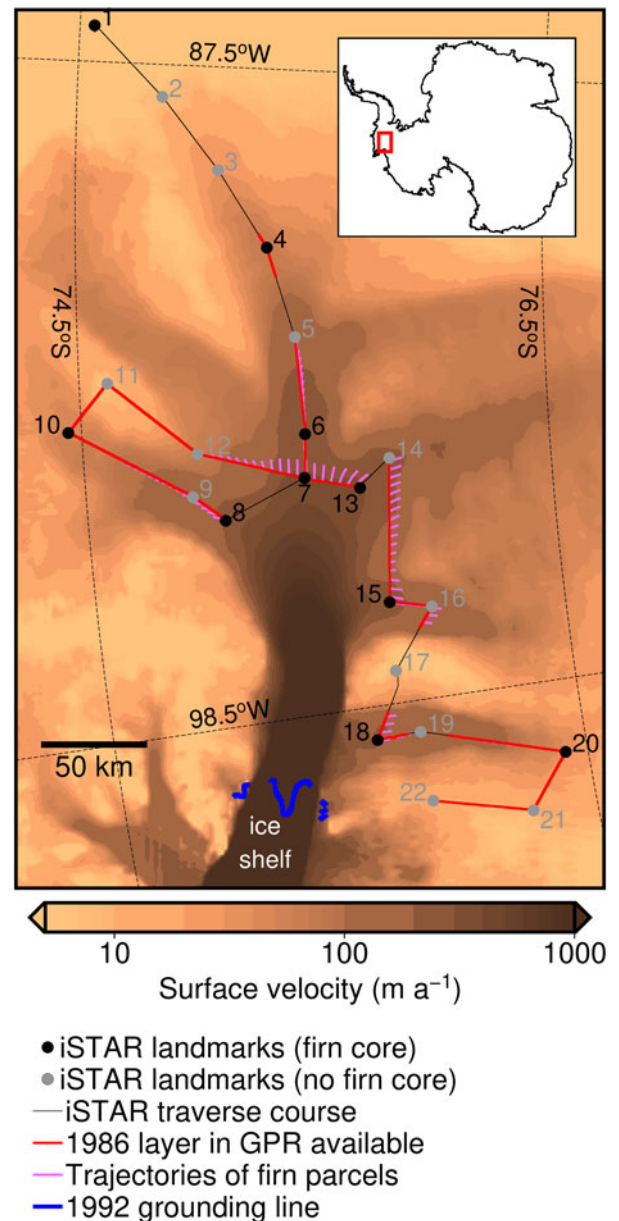 1
87.5°W
2
3
4
74.5°S
76.5°S
5
11
10
6
12
14
9
7
13
8
15
16
17
98.5°W
18
19
20
50 km
22
21
ice
shelf
10 100 1000
Surface velocity (m a⁻¹)
iSTAR landmarks (firn core)
iSTAR landmarks (no firn core)
iSTAR traverse course
1986 layer in GPR available
Trajectories of firn parcels
1992 grounding line